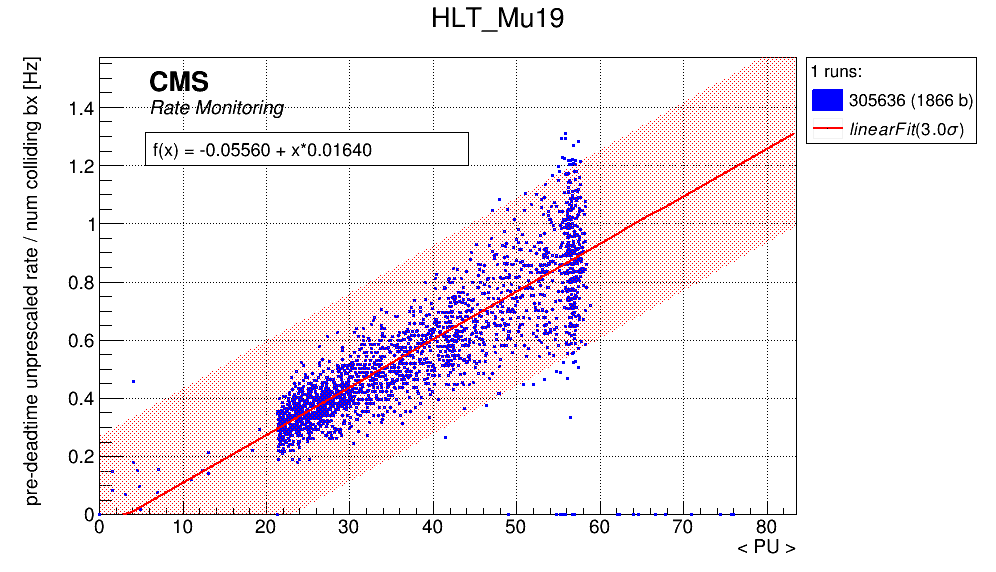 HLT_Mu19
pre-deadtime unprescaled rate / num colliding bx [Hz]
CMS
Rate Monitoring
f(x) = -0.05560 + x*0.01640
1.4
1.2
1
0.8
0.6
0.4
0.2
0
0 10 20 30 40 50 60 70 80
< PU >
1 runs:
305636 (1866 b)
linearFit(3.0σ)